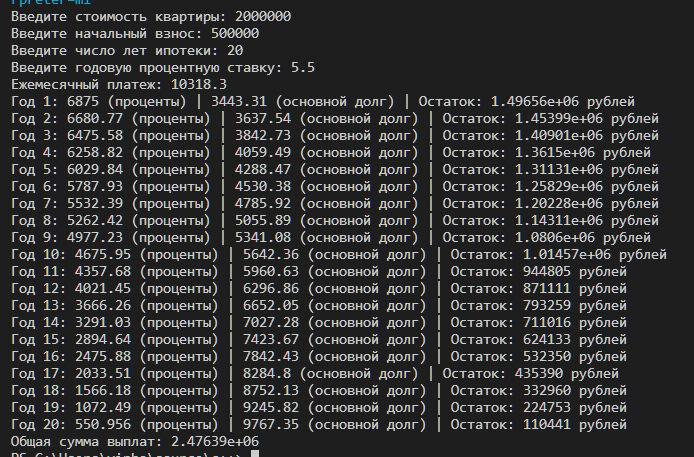 Введите стоимость квартиры: 2000000
Введите начальный взнос: 500000
Введите число лет ипотеки: 20
Введите годовую процентную ставку: 5.5
Ежемесячный платеж: 10318.3
Год 1: 6875 (проценты) | 3443.31 (основной долг) | Остаток: 1.49656e+06 рублей
Год 2: 6680.77 (проценты) | 3637.54 (основной долг) | Остаток: 1.45399e+06 рублей
Год 3: 6475.58 (проценты) | 3842.73 (основной долг) | Остаток: 1.40901e+06 рублей
Год 4: 6258.82 (проценты) | 4059.49 (основной долг) | Остаток: 1.3615e+06 рублей
Год 5: 6029.84 (проценты) | 4288.47 (основной долг) | Остаток: 1.31131e+06 рублей
Год 6: 5787.93 (проценты) | 4530.38 (основной долг) | Остаток: 1.25829e+06 рублей
Год 7: 5532.39 (проценты) | 4785.92 (основной долг) | Остаток: 1.20228e+06 рублей
Год 8: 5262.42 (проценты) | 5055.89 (основной долг) | Остаток: 1.14311e+06 рублей
Год 9: 4977.23 (проценты) | 5341.08 (основной долг) | Остаток: 1.0806e+06 рублей
Год 10: 4675.95 (проценты) | 5642.36 (основной долг) | Остаток: 1.01457e+06 рублей
Год 11: 4357.68 (проценты) | 5960.63 (основной долг) | Остаток: 944805 рублей
Год 12: 4021.45 (проценты) | 6296.86 (основной долг) | Остаток: 871111 рублей
Год 13: 3666.26 (проценты) | 6652.05 (основной долг) | Остаток: 793259 рублей
Год 14: 3291.03 (проценты) | 7027.28 (основной долг) | Остаток: 711016 рублей
Год 15: 2894.64 (проценты) | 7423.67 (основной долг) | Остаток: 624133 рублей
Год 16: 2475.88 (проценты) | 7842.43 (основной долг) | Остаток: 532350 рублей
Год 17: 2033.51 (проценты) | 8284.8 (основной долг) | Остаток: 435390 рублей
Год 18: 1566.18 (проценты) | 8752.13 (основной долг) | Остаток: 332960 рублей
Год 19: 1072.49 (проценты) | 9245.82 (основной долг) | Остаток: 224753 рублей
Год 20: 550.956 (проценты) | 9767.35 (основной долг) | Остаток: 110441 рублей
Общая сумма выплат: 2.47639e+06